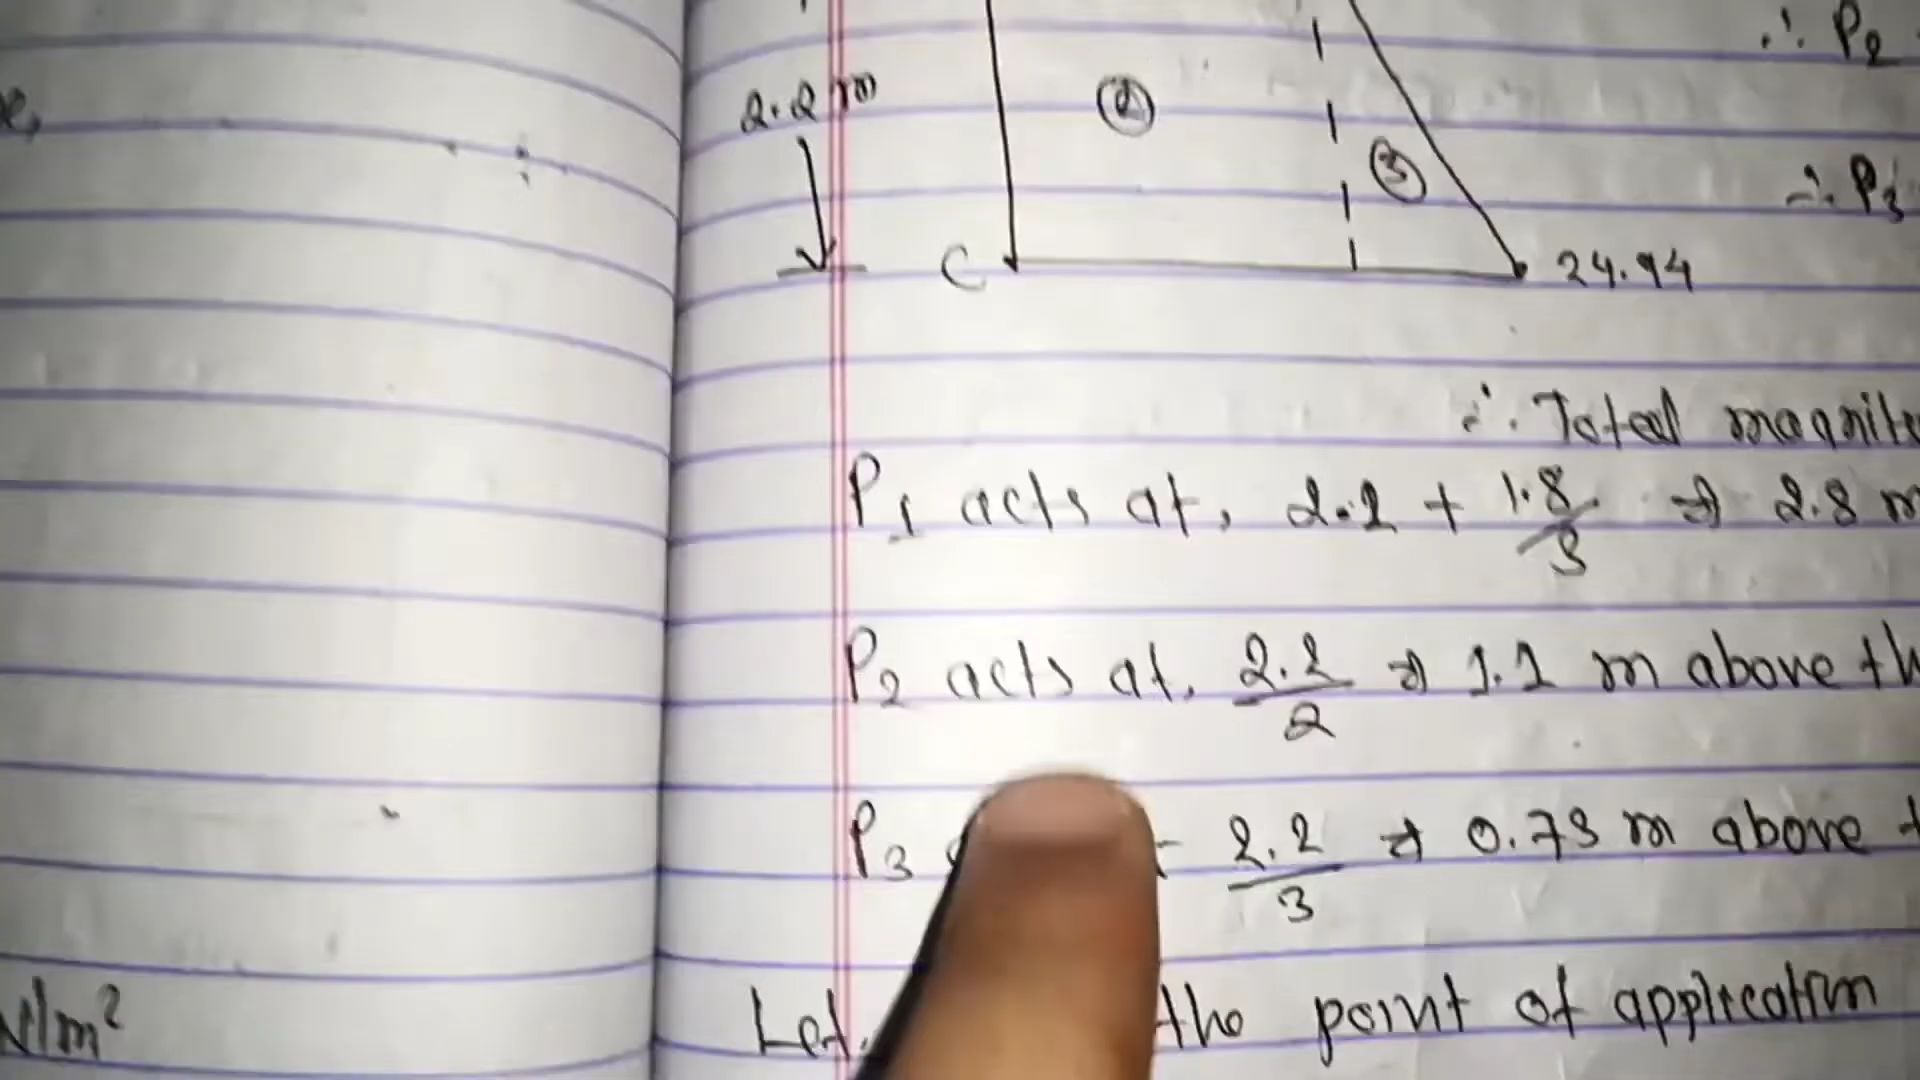 ∴ P2
2.2 m
②
③
∴ P3
C
24.94
∴ Total
P1 acts at, 2.2 + 1.8/3 ⇒ 2.8 m
P2 acts at, 2.2/2 ⇒ 1.1 m above
P3 2.2/3 ⇒ 0.73 m above
N/m²
Let, the point of application